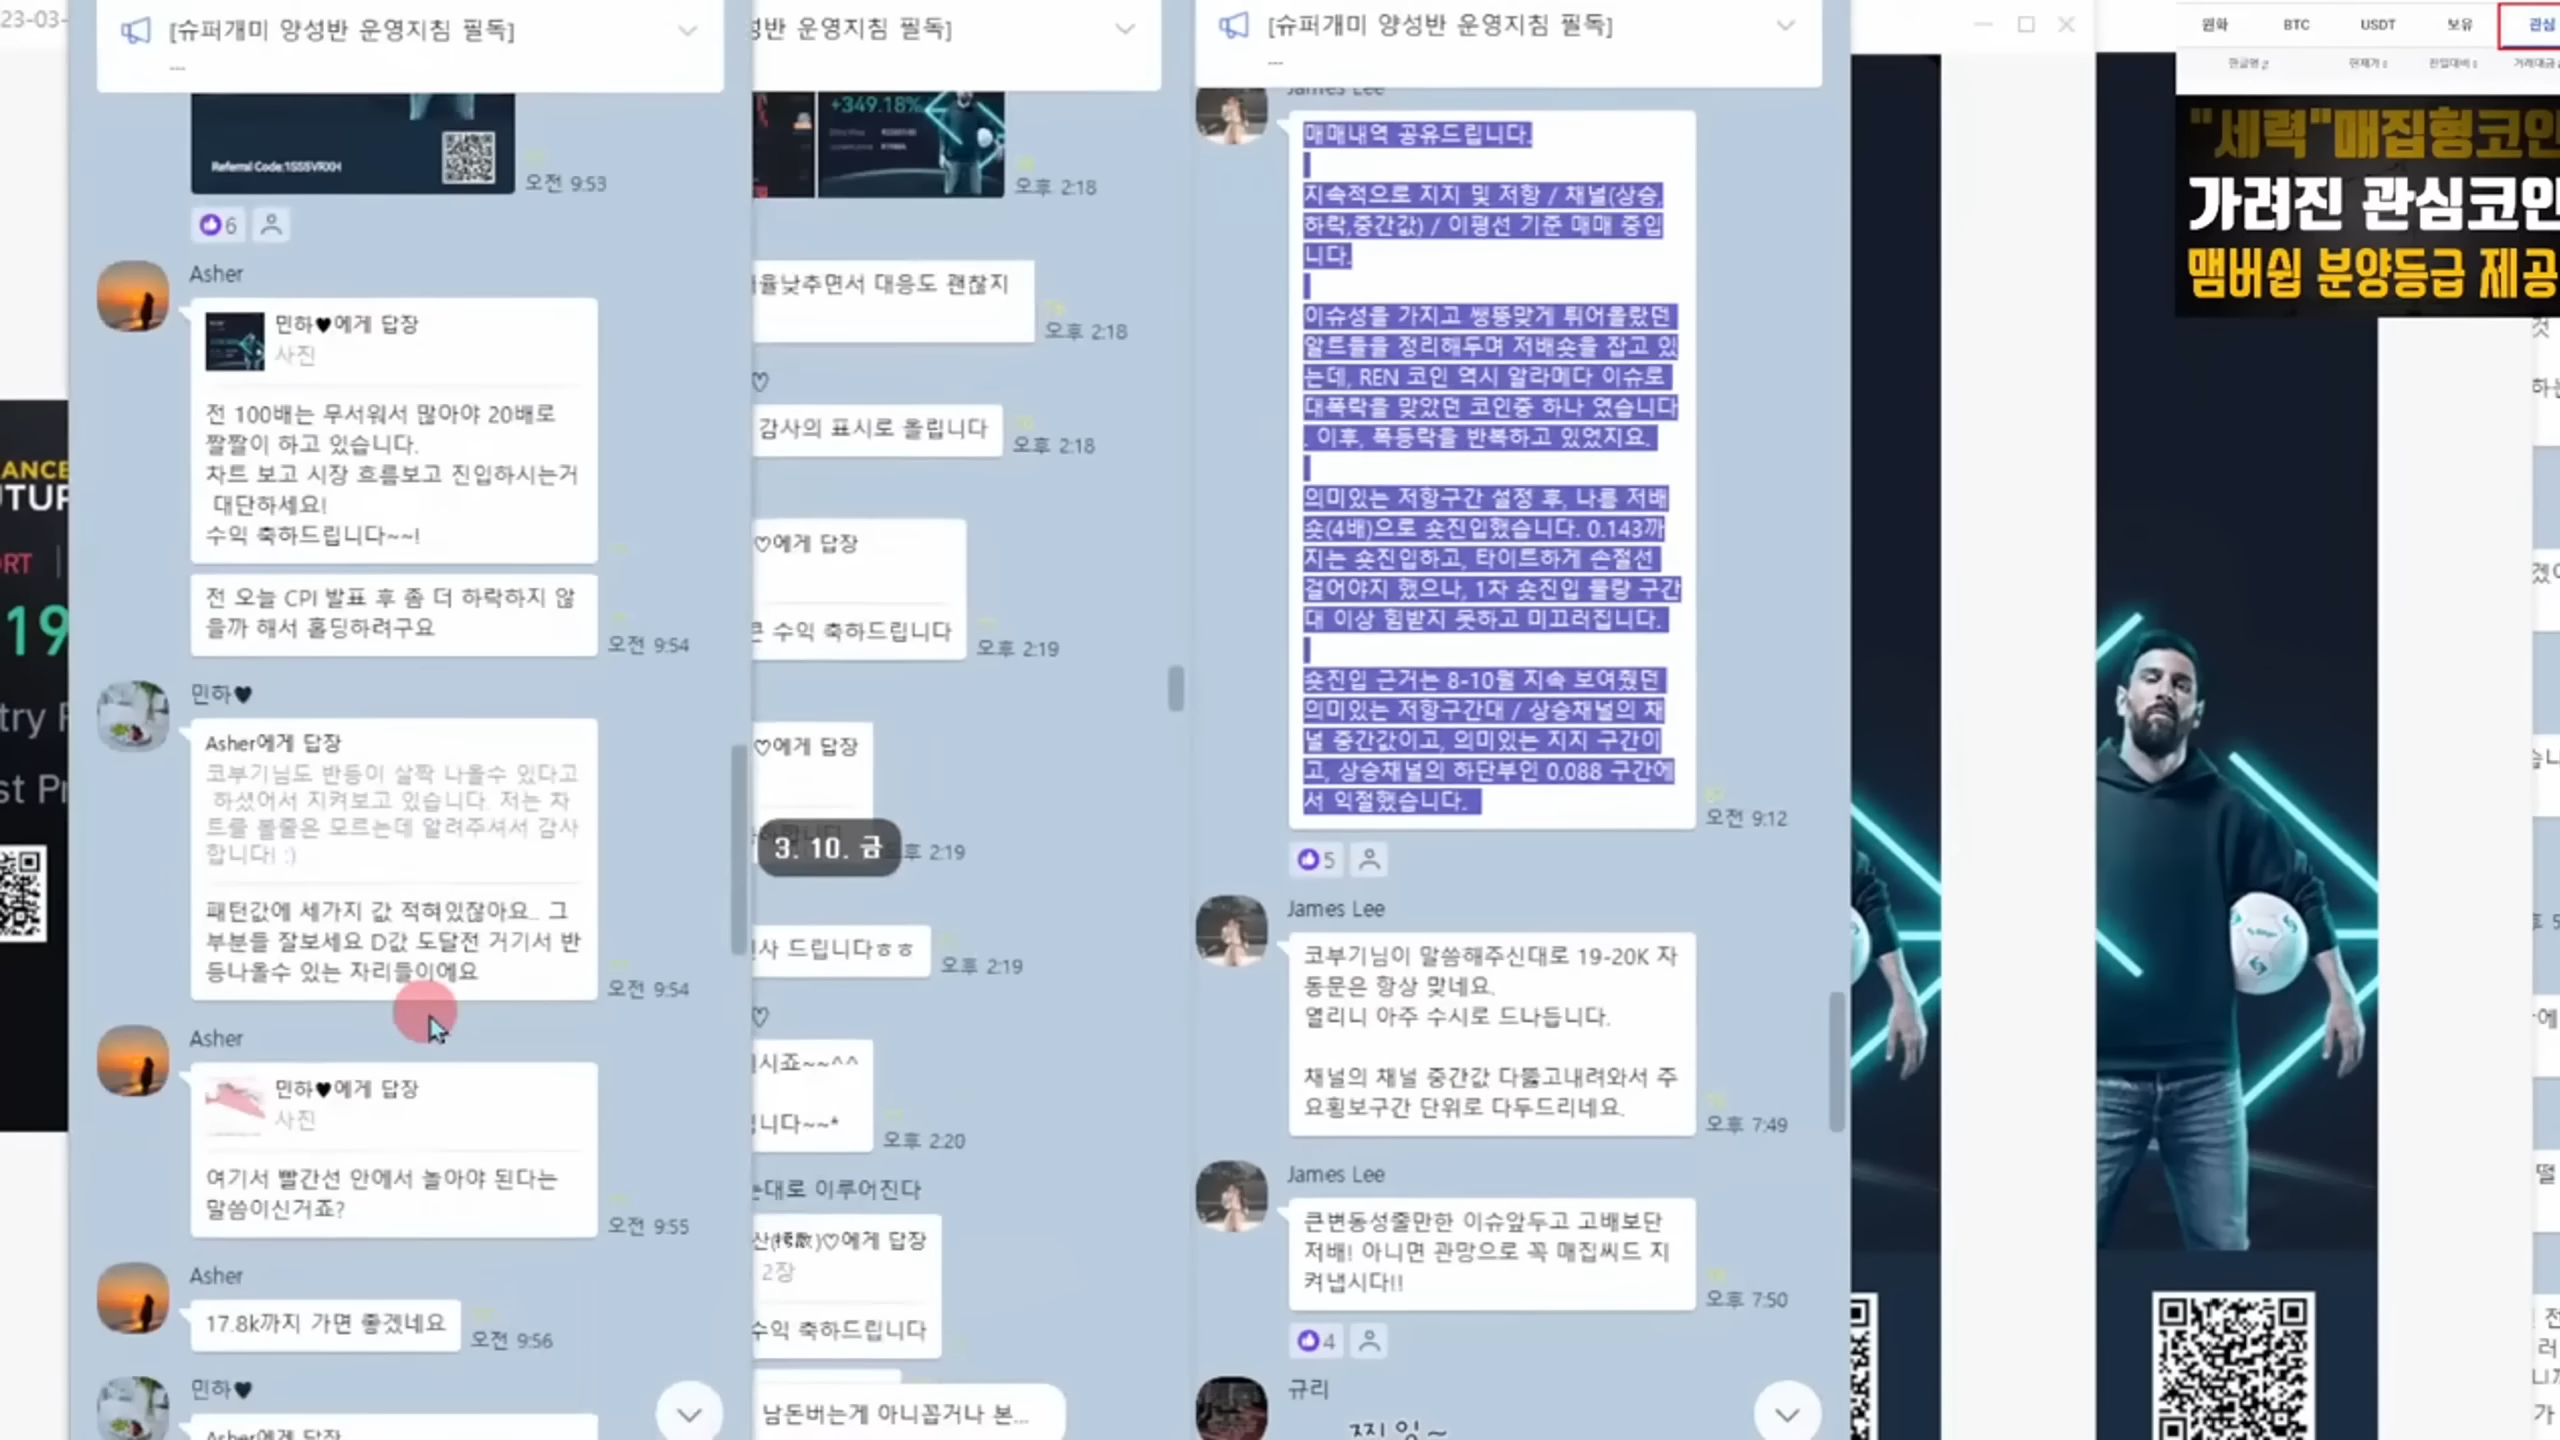 23-03-
ANCE
UTUR
ORT
19
try P
st Pr
[슈퍼개미 양성반 운영지침 필독]
...
Referral Code:1SSSVRXH
오전 9:53
6
Asher
민하♥에게 답장
사진
전 100배는 무서워서 많아야 20배로
짤짤이 하고 있습니다.
차트 보고 시장 흐름보고 진입하시는거
대단하세요!
수익 축하드립니다~~!
전 오늘 CPI 발표 후 좀 더 하락하지 않
을까 해서 홀딩하려구요
오전 9:54
민하♥
Asher에게 답장
코부기님도 반등이 살짝 나올수 있다고
하셨어서 지켜보고 있습니다. 저는 차
트를 볼줄은 모르는데 알려주셔서 감사
합니다! :)
패턴값에 세가지 값 적혀있잖아요.. 그
부분들 잘보세요 D값 도달전 거기서 반
등나올수 있는 자리들이에요
오전 9:54
Asher
민하♥에게 답장
사진
여기서 빨간선 안에서 놀아야 된다는
말씀이신거죠?
오전 9:55
Asher
17.8k까지 가면 좋겠네요
오전 9:56
민하♥
Asher에게 답장
성반 운영지침 필독]
+349.18%
오후 2:18
율낮추면서 대응도 괜찮지
오후 2:18
♡
감사의 표시로 올립니다
오후 2:18
♡에게 답장
큰 수익 축하드립니다
오후 2:19
♡에게 답장
3. 10. 금
후 2:19
사 드립니다ㅎㅎ
오후 2:19
♡
시죠~~^^
니다~~*
오후 2:20
는대로 이루어진다
♡에게 답장
2장
수익 축하드립니다
남돈버는게 아니꼽거나 본...
[슈퍼개미 양성반 운영지침 필독]
...
James Lee
매매내역 공유드립니다.
지속적으로 지지 및 저항 / 채널(상승,
하락,중간값) / 이평선 기준 매매 중입
니다.
이슈성을 가지고 쌩뚱맞게 튀어올랐던
알트들을 정리해두며 저배숏을 잡고 있
는데, REN 코인 역시 알라메다 이슈로
대폭락을 맞았던 코인중 하나 였습니다
. 이후, 폭등락을 반복하고 있었지요.
의미있는 저항구간 설정 후, 나름 저배
숏(4배)으로 숏진입했습니다. 0.143까
지는 숏진입하고, 타이트하게 손절선
걸어야지 했으나, 1차 숏진입 물량 구간
대 이상 힘받지 못하고 미끄러집니다.
숏진입 근거는 8-10월 지속 보여줬던
의미있는 저항구간대 / 상승채널의 채
널 중간값이고, 의미있는 지지 구간이
고, 상승채널의 하단부인 0.088 구간에
서 익절했습니다.
오전 9:12
5
James Lee
코부기님이 말씀해주신대로 19-20K 자
동문은 항상 맞네요.
열리니 아주 수시로 드나듭니다.
채널의 채널 중간값 다뚫고내려와서 주
요횡보구간 단위로 다두드리네요.
오후 7:49
James Lee
큰변동성줄만한 이슈앞두고 고배보단
저배! 아니면 관망으로 꼭 매집씨드 지
켜냅시다!!
오후 7:50
4
규리
원화 BTC USDT 보유 관심
한글명 현재가 전일대비 거래대금
"세력"매집형코인
가려진 관심코인
맴버쉽 분양등급 제공